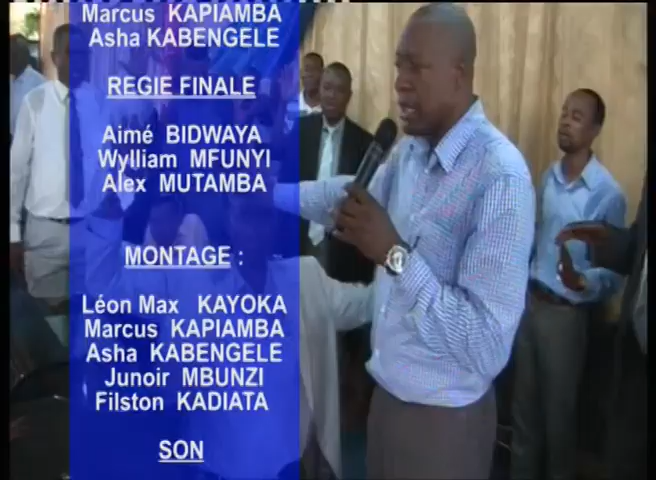 Marcus KAPIAMBA
Asha KABENGELE
REGIE FINALE
Aimé BIDWAYA
Wylliam MFUNYI
Alex MUTAMBA
MONTAGE :
Léon Max KAYOKA
Marcus KAPIAMBA
Asha KABENGELE
Junoir MBUNZI
Filston KADIATA
SON